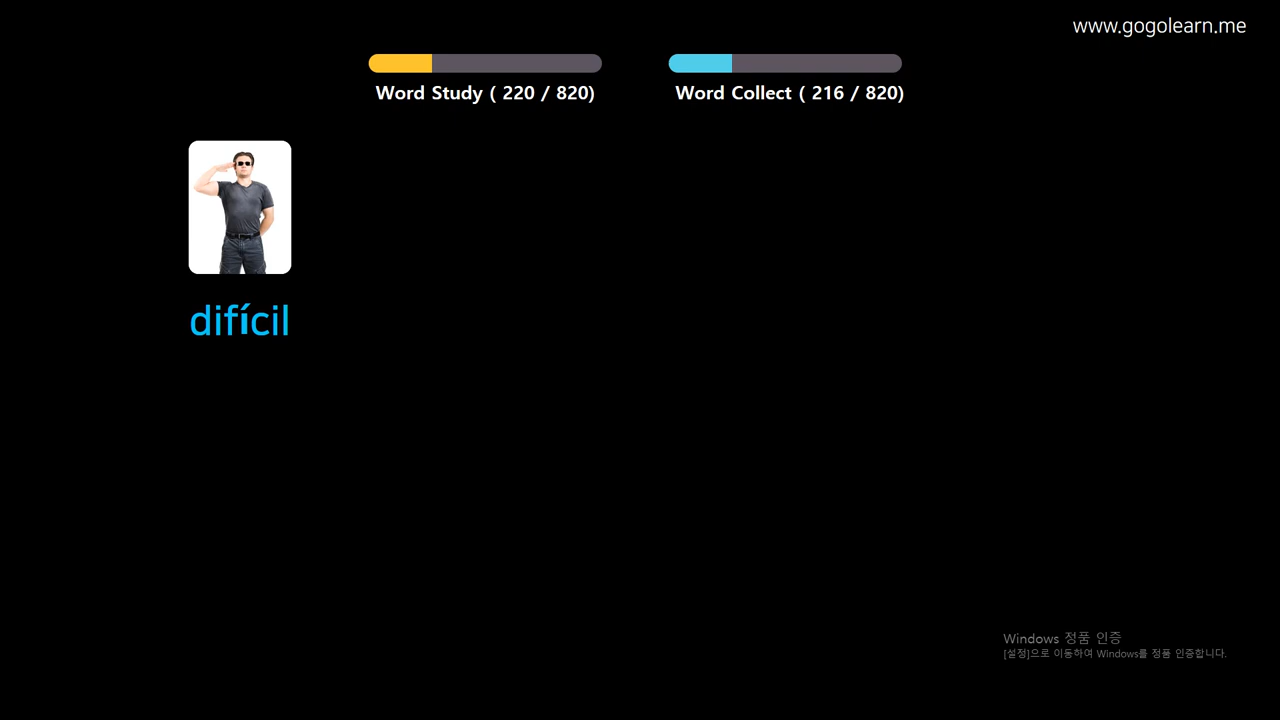 www.gogolearn.me
Word Study ( 220 / 820)
Word Collect ( 216 / 820)
difícil
Windows 정품 인증
[설정]으로 이동하여 Windows를 정품 인증합니다.